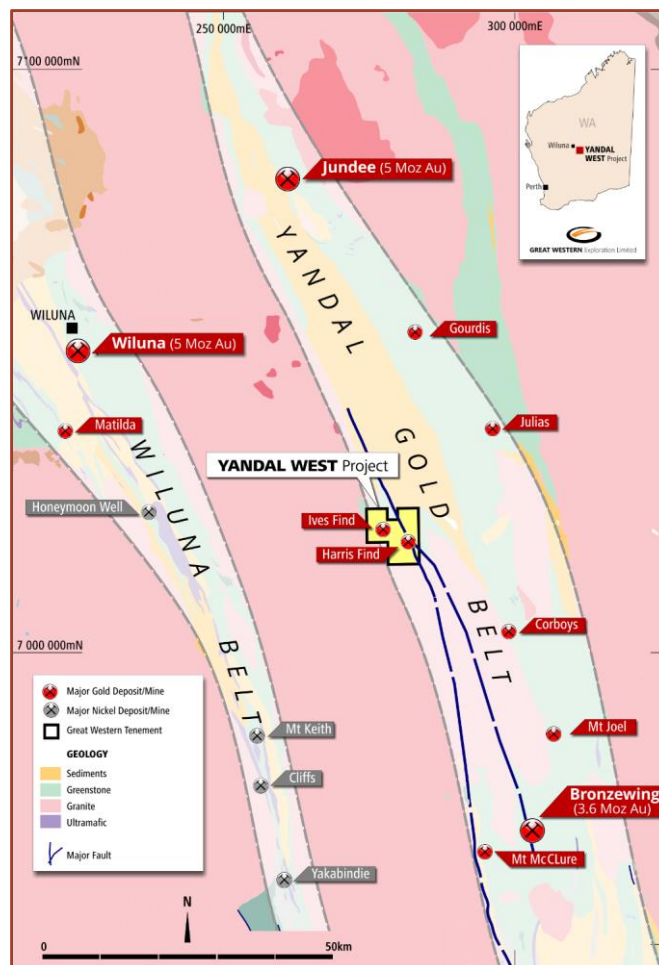 250 000mE
300 000mE
7100 000mN
WA
Wiluna
YANDAL
WEST Project
Perth
GREAT WESTERN Exploration Limited
Jundee (5 Moz Au)
YANDAL
GOLD
BELT
WILUNA
Wiluna (5 Moz Au)
Gourdis
Matilda
Julias
WILUNA
BELT
YANDAL WEST Project
Honeymoon Well
Ives Find
Harris Find
Corboys
7 000 000mN
Major Gold Deposit/Mine
Major Nickel Deposit/Mine
Great Western Tenement
GEOLOGY
Sediments
Greenstone
Granite
Ultramafic
Major Fault
Mt Keith
Mt Joel
Cliffs
Bronzewing
(3.6 Moz Au)
Mt McCLure
Yakabindie
N
0
50km